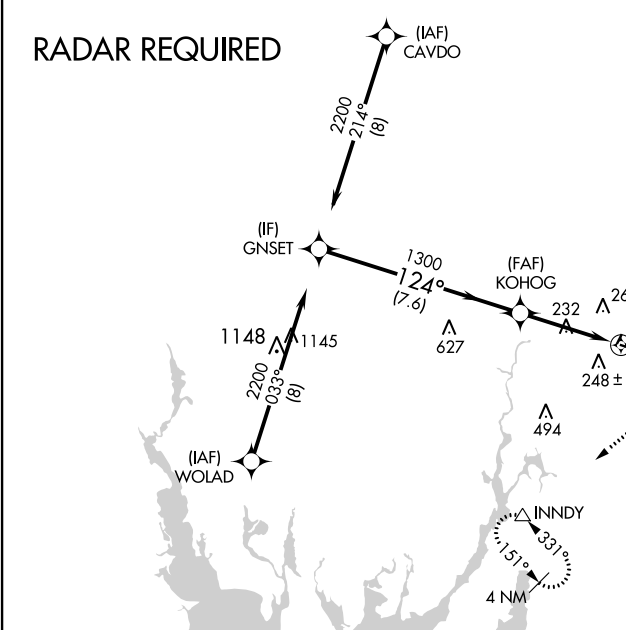 RADAR REQUIRED
(IAF)
CAVDO
2200
214°
(8)
(IF)
GNSET
1300
124°
(7.6)
(FAF)
KOHOG
232
26
1148
1145
627
248 ±
2200
033°
(8)
494
(IAF)
WOLAD
INNDY
331°
151°
4 NM